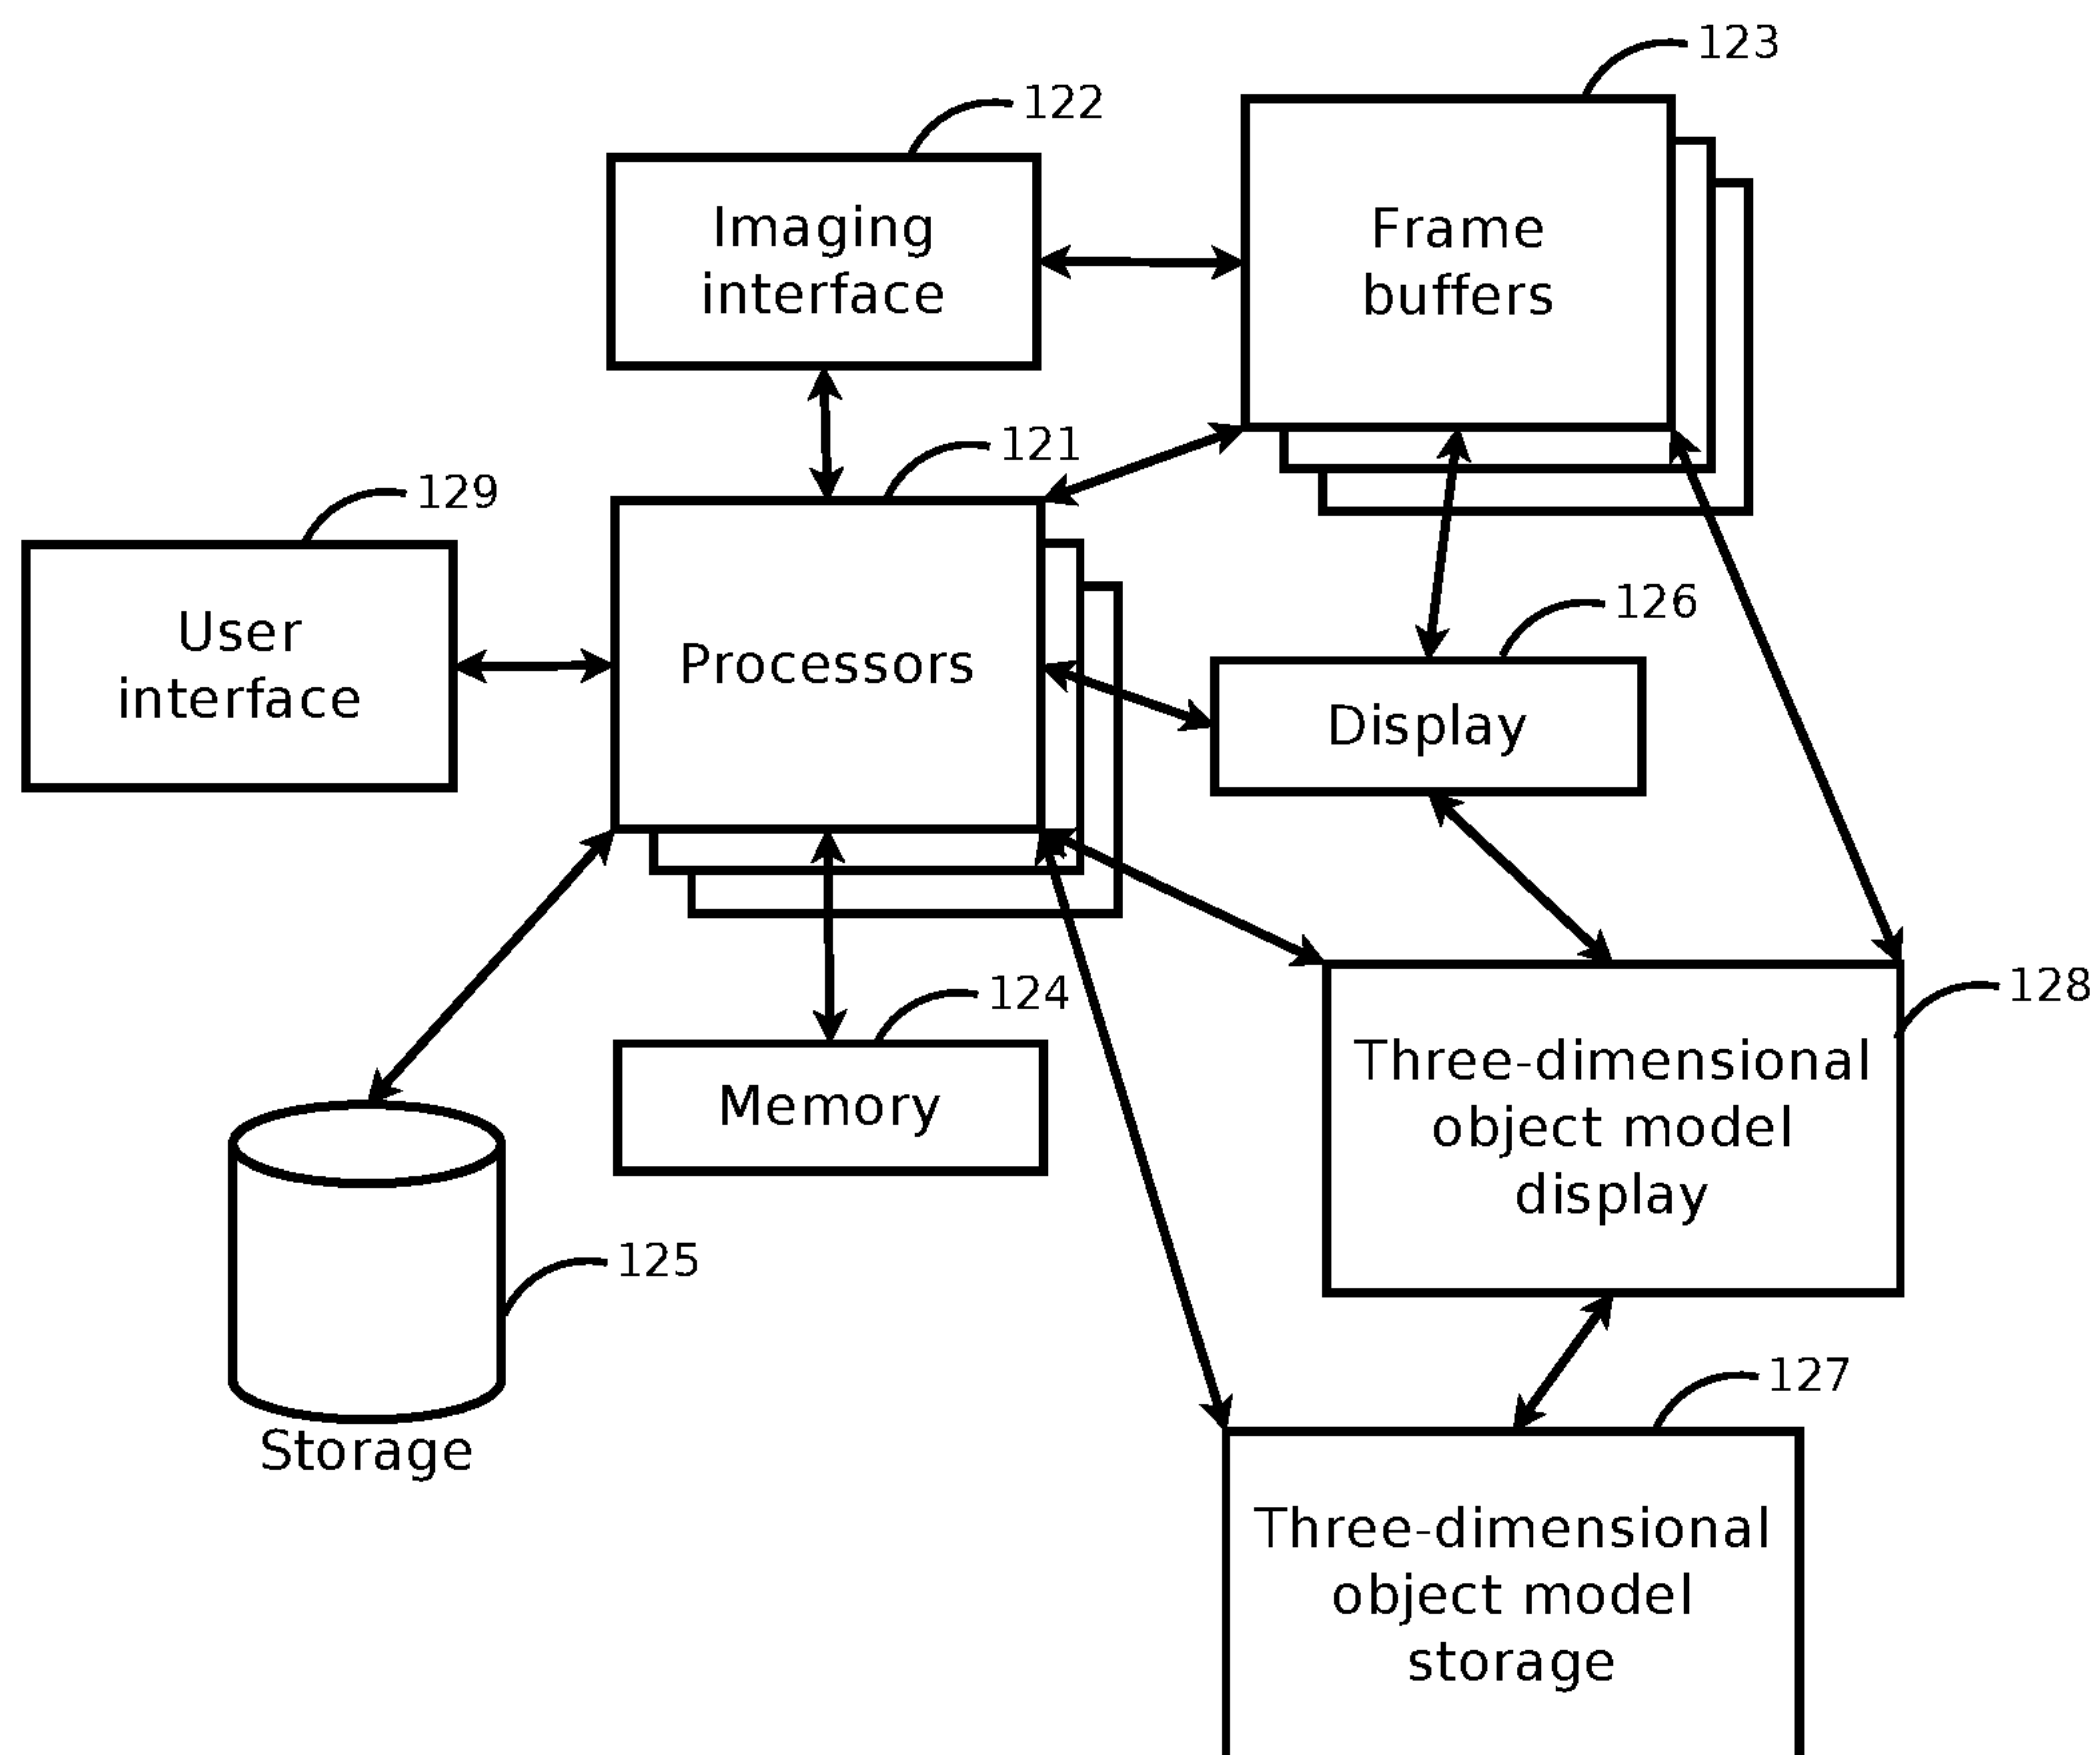 123
122
Imaging
interface
Frame
buffers
121
129
User
interface
Processors
126
Display
124
128
Memory
Three-dimensional
object model
display
125
Storage
127
Three-dimensional
object model
storage